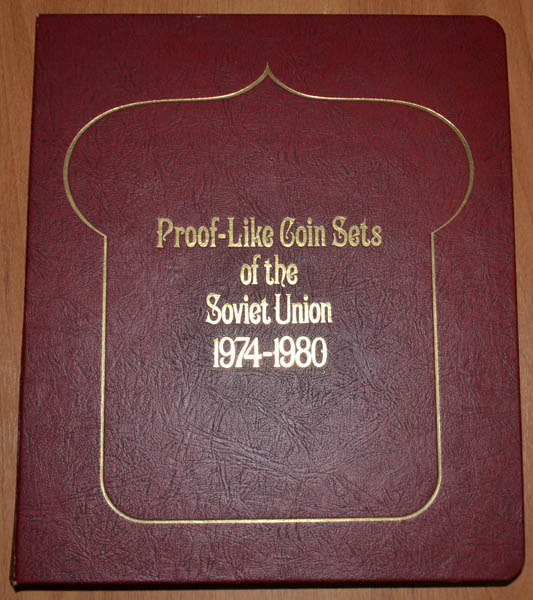 Proof-Like Coin Sets
of the
Soviet Union
1974-1980